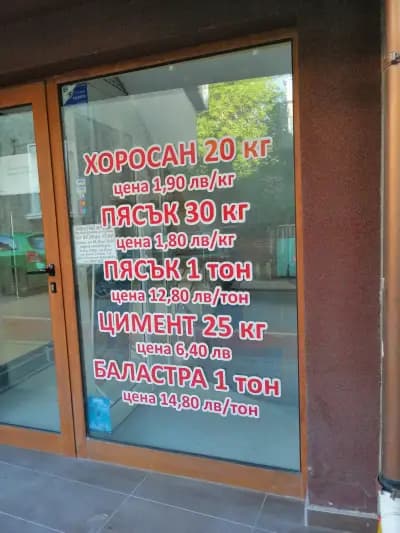 ХОРОСАН 20 кг
цена 1,90 лв/кг
ПЯСЪК 30 кг
цена 1,80 лв/кг
ПЯСЪК 1 тон
цена 12,80 лв/тон
ЦИМЕНТ 25 кг
цена 6,40 лв
БАЛАСТРА 1 тон
цена 14,80 лв/тон